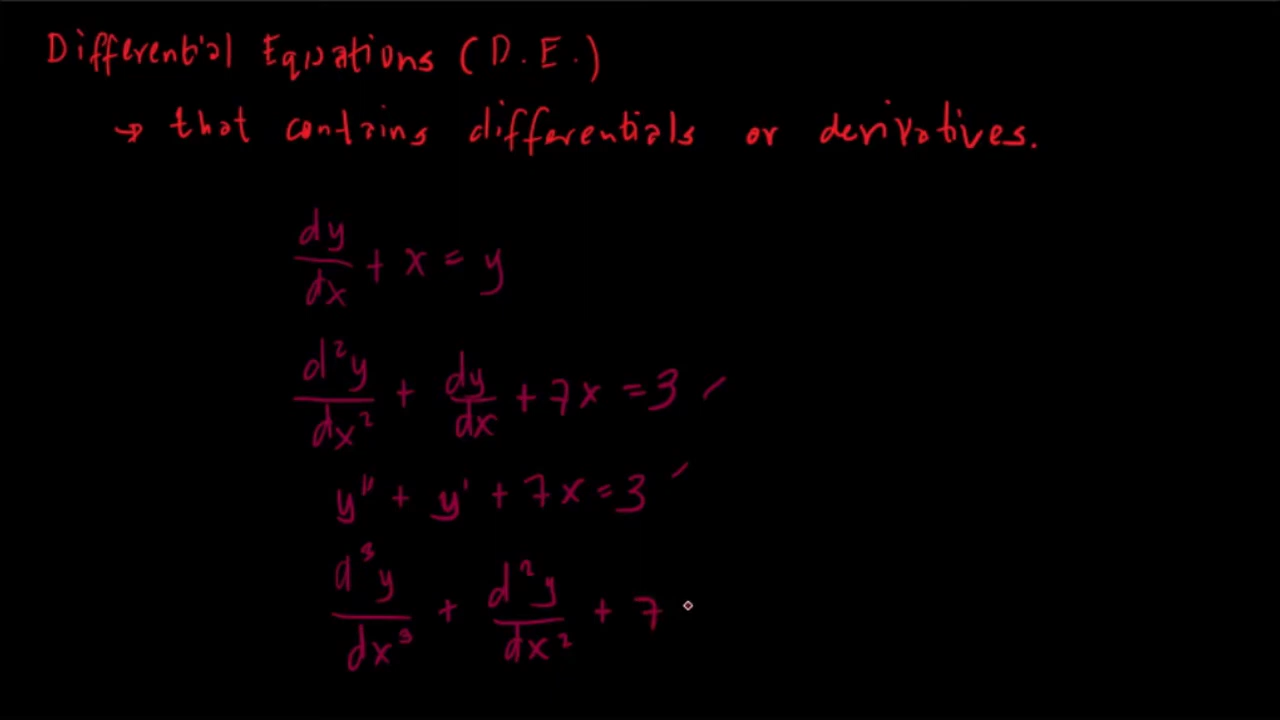 Differential Equations (D.E.)
→ that contains differentials or derivatives.
dy/dx + x = y
d²y/dx² + dy/dx + 7x = 3
y'' + y' + 7x = 3
d³y/dx³ + d²y/dx² + 7